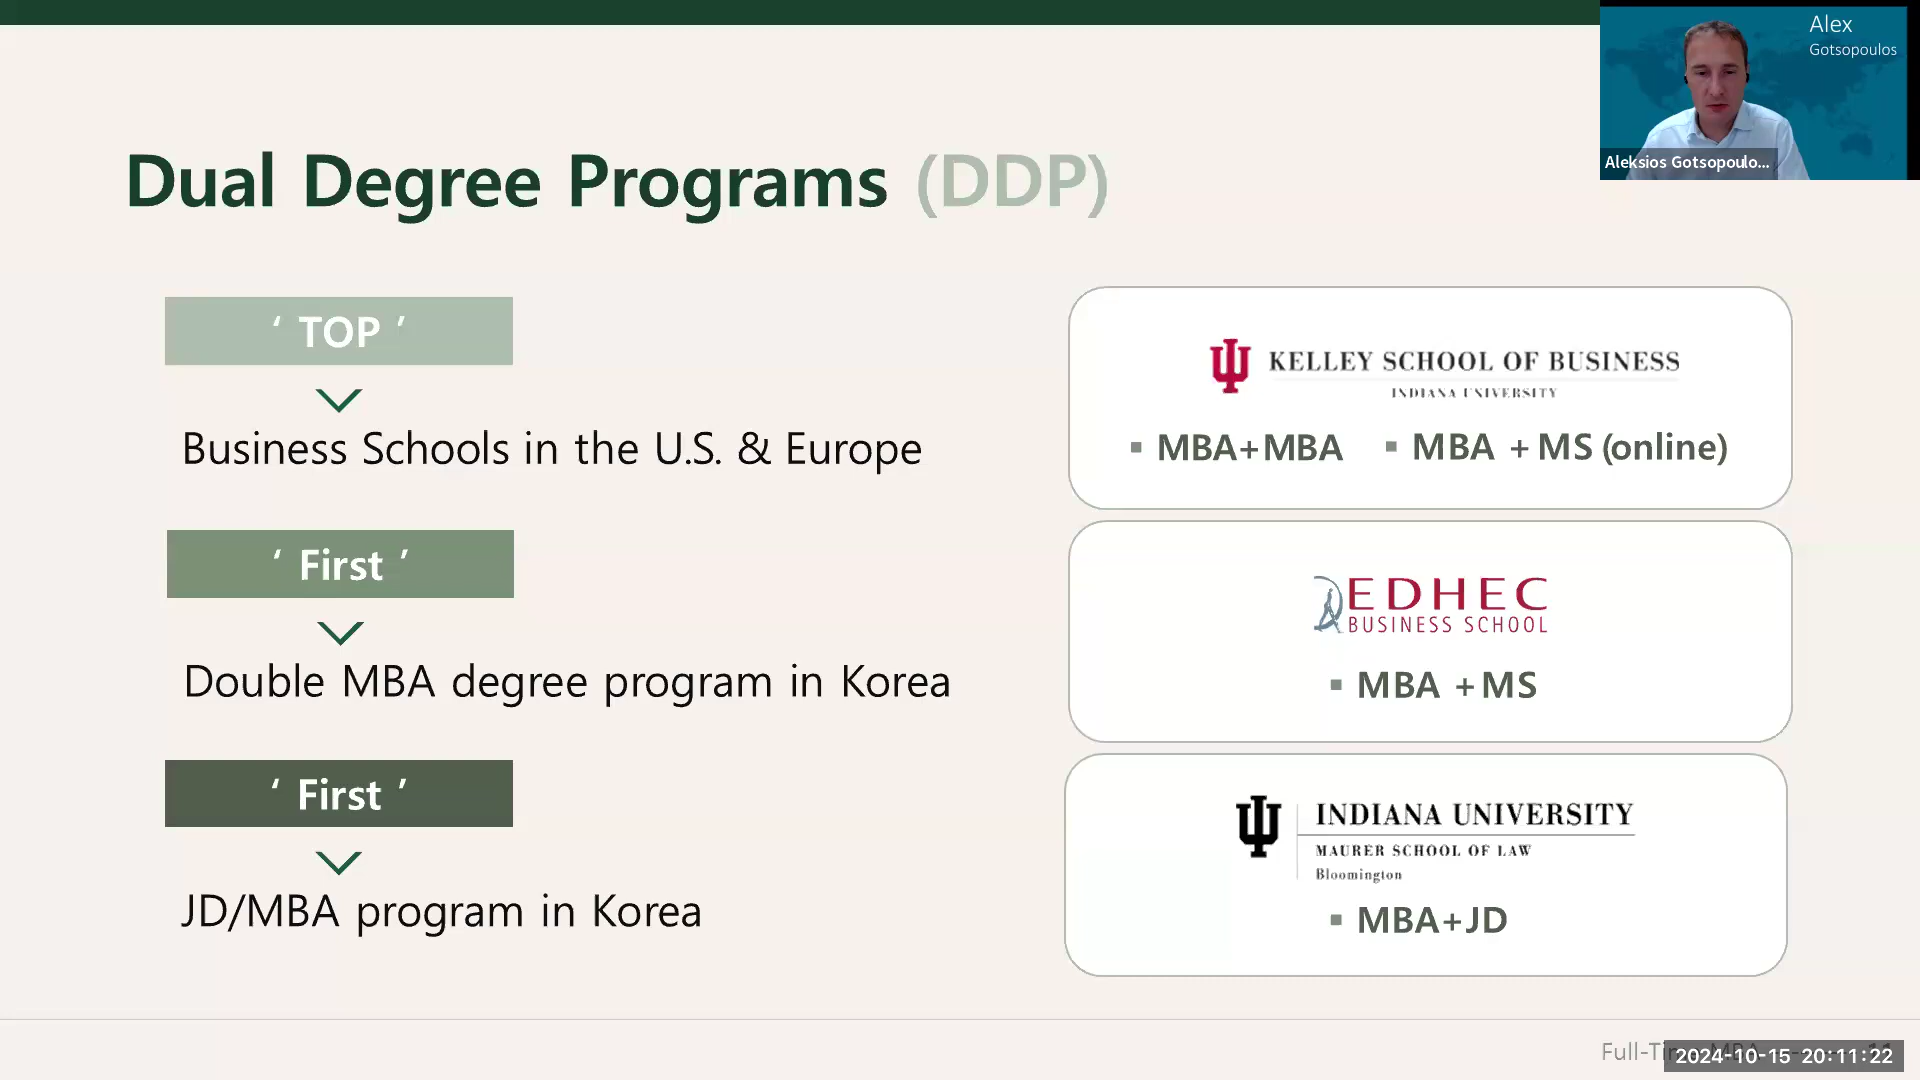 Alex
Gotsopoulos
Aleksios Gotsopoulo...
Dual Degree Programs (DDP)
‘ TOP ’
Business Schools in the U.S. & Europe
‘ First ’
Double MBA degree program in Korea
‘ First ’
JD/MBA program in Korea
KELLEY SCHOOL OF BUSINESS
INDIANA UNIVERSITY
▪ MBA+MBA ▪ MBA +MS (online)
EDHEC
BUSINESS SCHOOL
▪ MBA +MS
INDIANA UNIVERSITY
MAURER SCHOOL OF LAW
Bloomington
▪ MBA+JD
2024-10-15 20:11:22